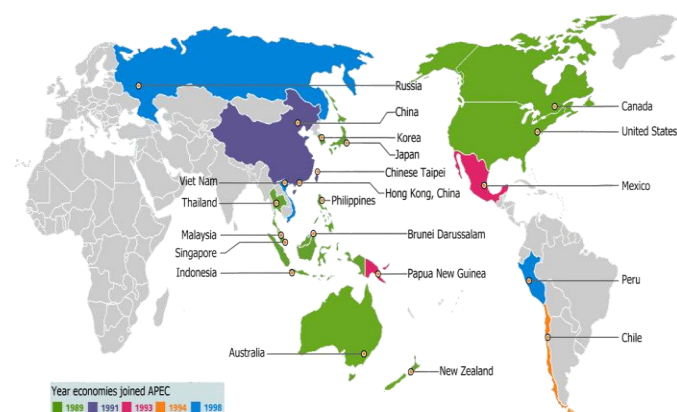 Russia
China
Canada
United States
Korea
Japan
Chinese Taipei
Viet Nam
Hong Kong, China
Mexico
Thailand
Philippines
Malaysia
Brunei Darussalam
Singapore
Indonesia
Papua New Guinea
Peru
Chile
Australia
New Zealand
Year economies joined APEC
1989 1991 1993 1994 1998